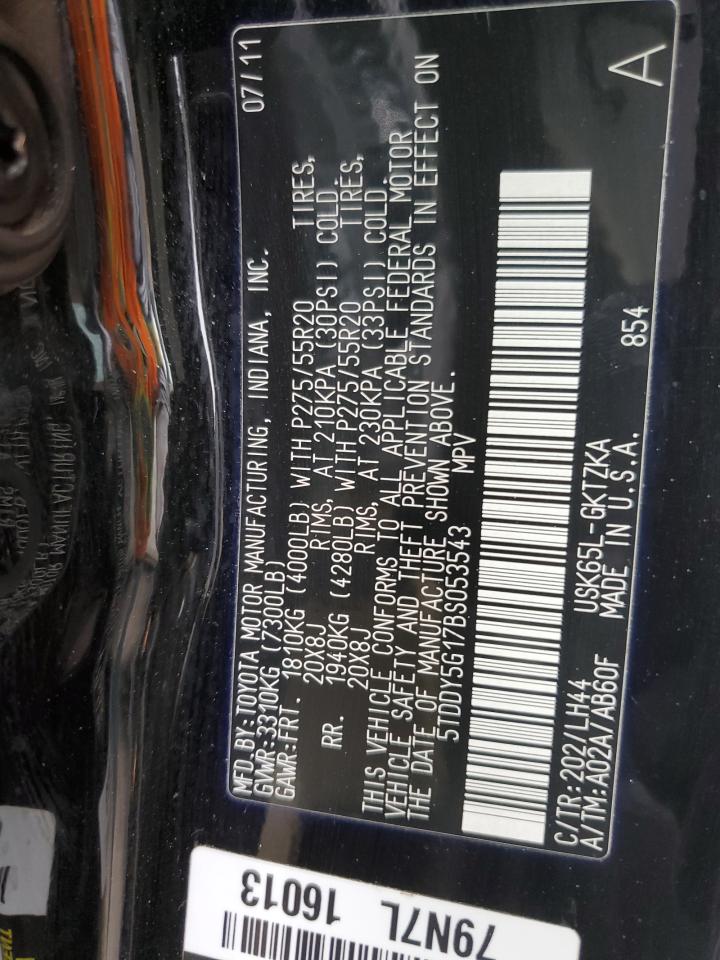 MFD. BY: TOYOTA MOTOR MANUFACTURING, INDIANA, INC. 07/11
GVWR: 3310KG (7300LB)
GAWR: FRT. 1810KG (4000LB) WITH P275/55R20 TIRES,
20X8J RIMS, AT 210KPA (30PSI) COLD.
RR. 1940KG (4280LB) WITH P275/55R20 TIRES,
20X8J RIMS, AT 230KPA (33PSI) COLD.
THIS VEHICLE CONFORMS TO ALL APPLICABLE FEDERAL MOTOR
VEHICLE SAFETY AND THEFT PREVENTION STANDARDS IN EFFECT ON
THE DATE OF MANUFACTURE SHOWN ABOVE.
5TDDY5G17BS053543 MPV
C/TR: 202/LH44 USK65L-GKTZKA 854 A
A/TM: A02A/AB60F MADE IN U.S.A.
16013
79N7L